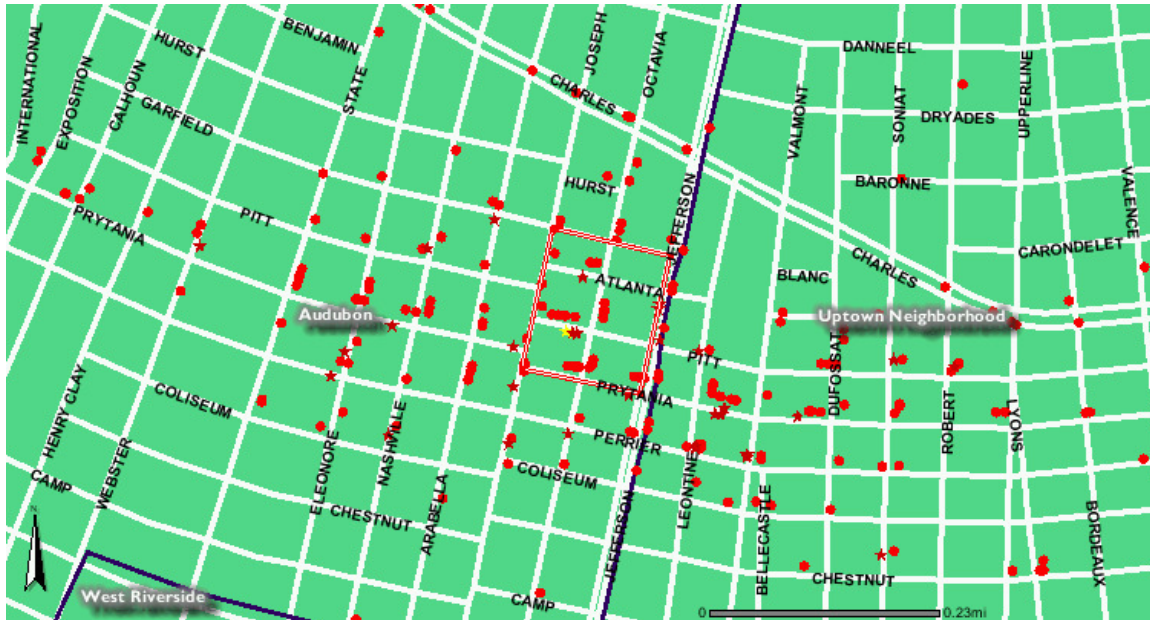 BENJAMIN
JOSEPH
OCTAVIA
DANNEEL
INTERNATIONAL
HURST
STATE
CHARLES
EXPOSITION
CALHOUN
GARFIELD
VALMONT
SONIAT
UPPERLINE
DRYADES
HURST
BARONNE
VALENCE
PRYTANIA
PITT
JEFFERSON
CHARLES
CARONDELET
ATLANTA
BLANC
Audubon
Uptown Neighborhood
PITT
DUFOSSAT
PRYTANIA
HENRY CLAY
COLISEUM
NASHVILLE
PERRIER
ROBERT
LYONS
WEBSTER
ELEONORE
CAMP
COLISEUM
LEONTINE
ARABELLA
CHESTNUT
JEFFERSON
BELLECASTLE
BORDEAUX
N
CHESTNUT
West Riverside
CAMP
0
0.23mi